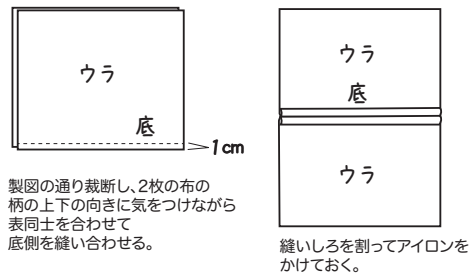 ウラ
底
1cm
製図の通り裁断し、2枚の布の
柄の上下の向きに気をつけながら
表同士を合わせて
底側を縫い合わせる。
ウラ
底
ウラ
縫いしろを割ってアイロンを
かけておく。